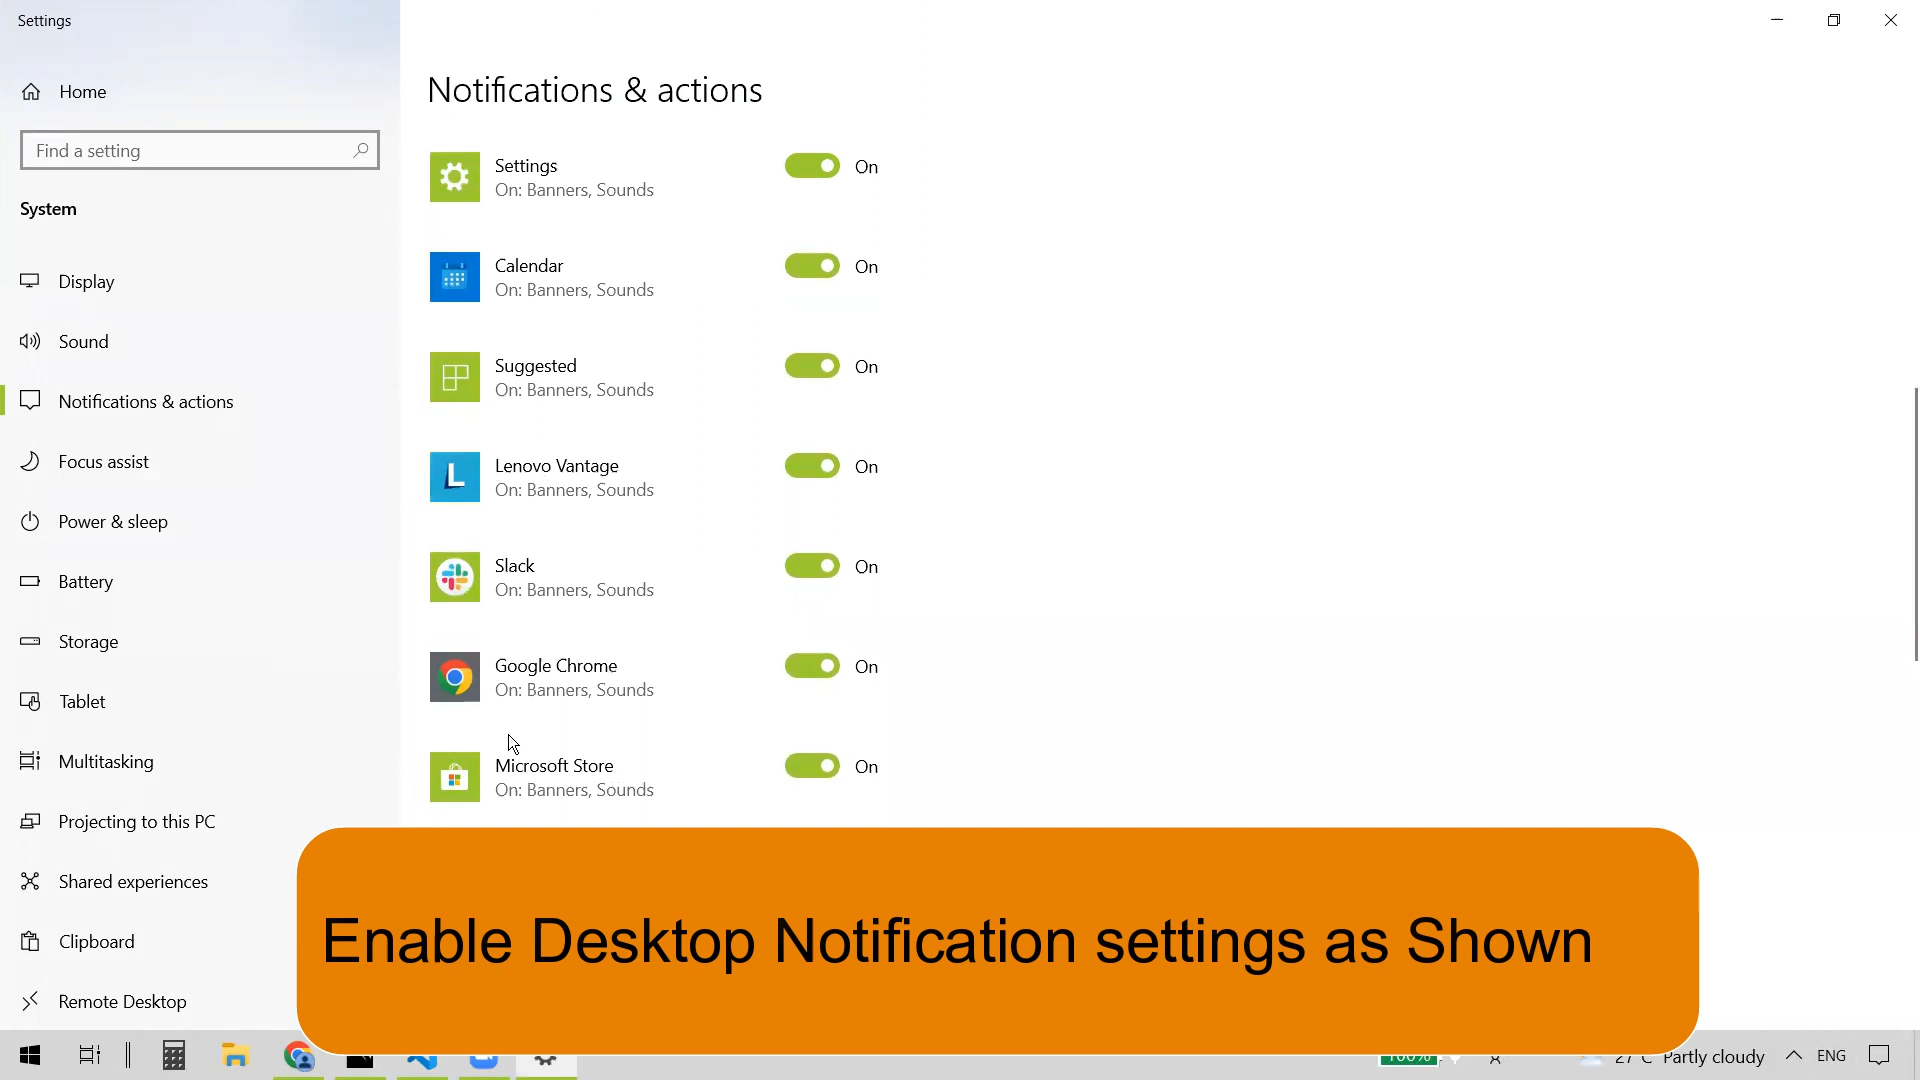 Settings
Home
Find a setting
System
Display
Sound
Notifications & actions
Focus assist
Power & sleep
Battery
Storage
Tablet
Multitasking
Projecting to this PC
Shared experiences
Clipboard
Remote Desktop
Notifications & actions
Settings
On: Banners, Sounds
On
Calendar
On: Banners, Sounds
On
Suggested
On: Banners, Sounds
On
Lenovo Vantage
On: Banners, Sounds
On
Slack
On: Banners, Sounds
On
Google Chrome
On: Banners, Sounds
On
Microsoft Store
On: Banners, Sounds
On
Enable Desktop Notification settings as Shown
100%
27°C Partly cloudy
ENG